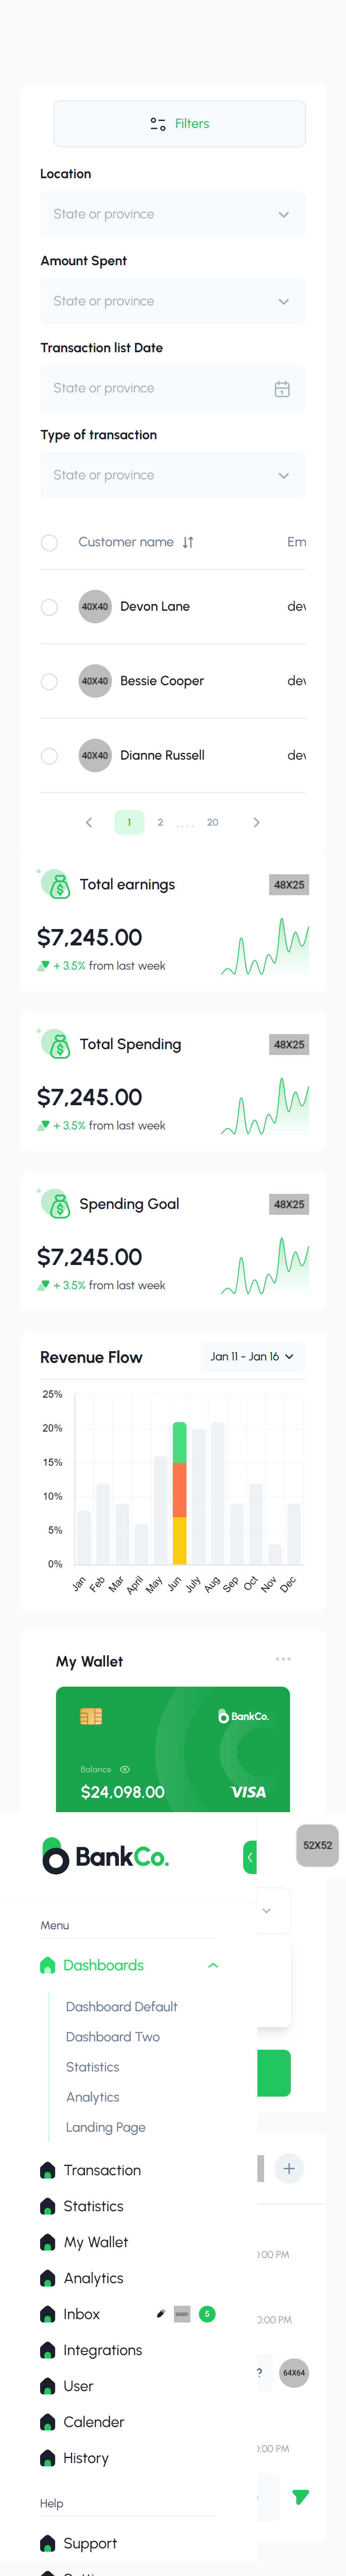 Filters
Location
State or province
Amount Spent
State or province
Transaction list Date
State or province
Type of transaction
State or province
Customer name Em
40X40 Devon Lane dev
40X40 Bessie Cooper dev
40X40 Dianne Russell dev
1 2 .... 20
Total earnings 48X25
$7,245.00
+ 3.5% from last week
Total Spending 48X25
$7,245.00
+ 3.5% from last week
Spending Goal 48X25
$7,245.00
+ 3.5% from last week
Revenue Flow Jan 11 - Jan 16
25%
20%
15%
10%
5%
0%
Jan Feb Mar April May Jun July Aug Sep Oct Nov Dec
My Wallet
BankCo.
Balance
$24,098.00 VISA
BankCo. 52X52
Menu
Dashboards
Dashboard Default
Dashboard Two
Statistics
Analytics
Landing Page
Transaction
Statistics
My Wallet
:00 PM
Analytics
Inbox 5
0:00 PM
Integrations
User
? 64X64
Calender
History
:00 PM
Help
Support